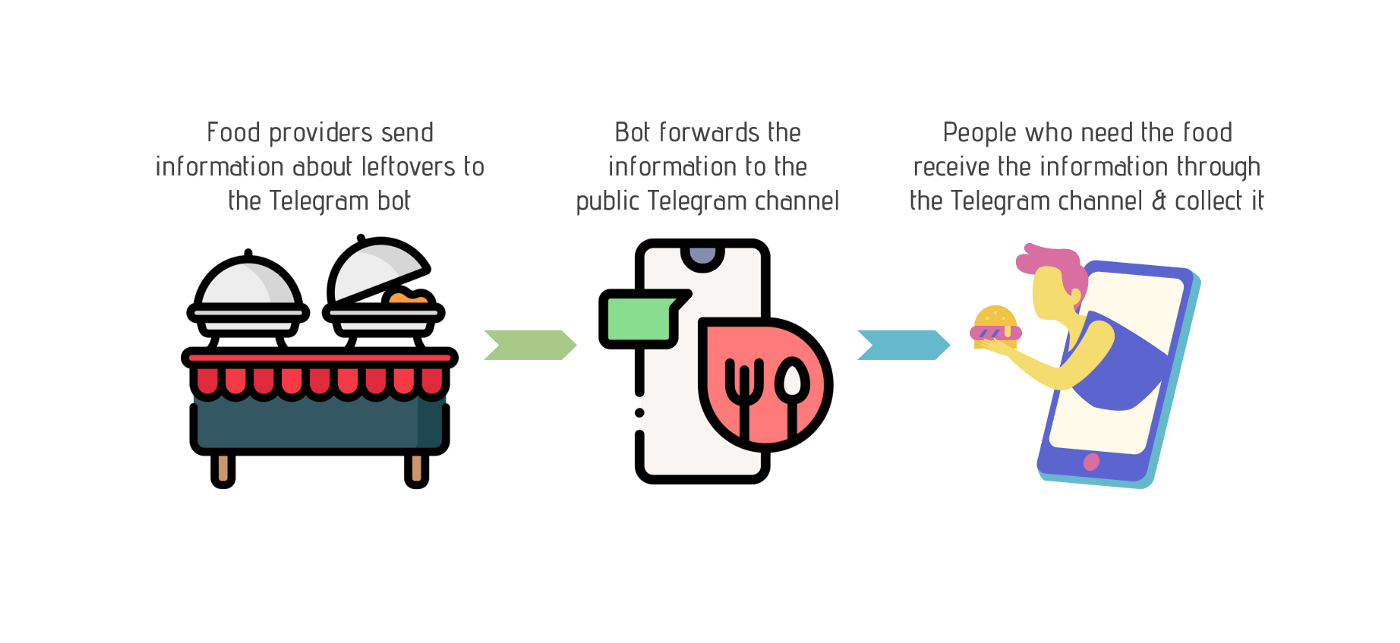 Food providers send
information about leftovers to
the Telegram bot
Bot forwards the
information to the
public Telegram channel
People who need the food
receive the information through
the Telegram channel & collect it